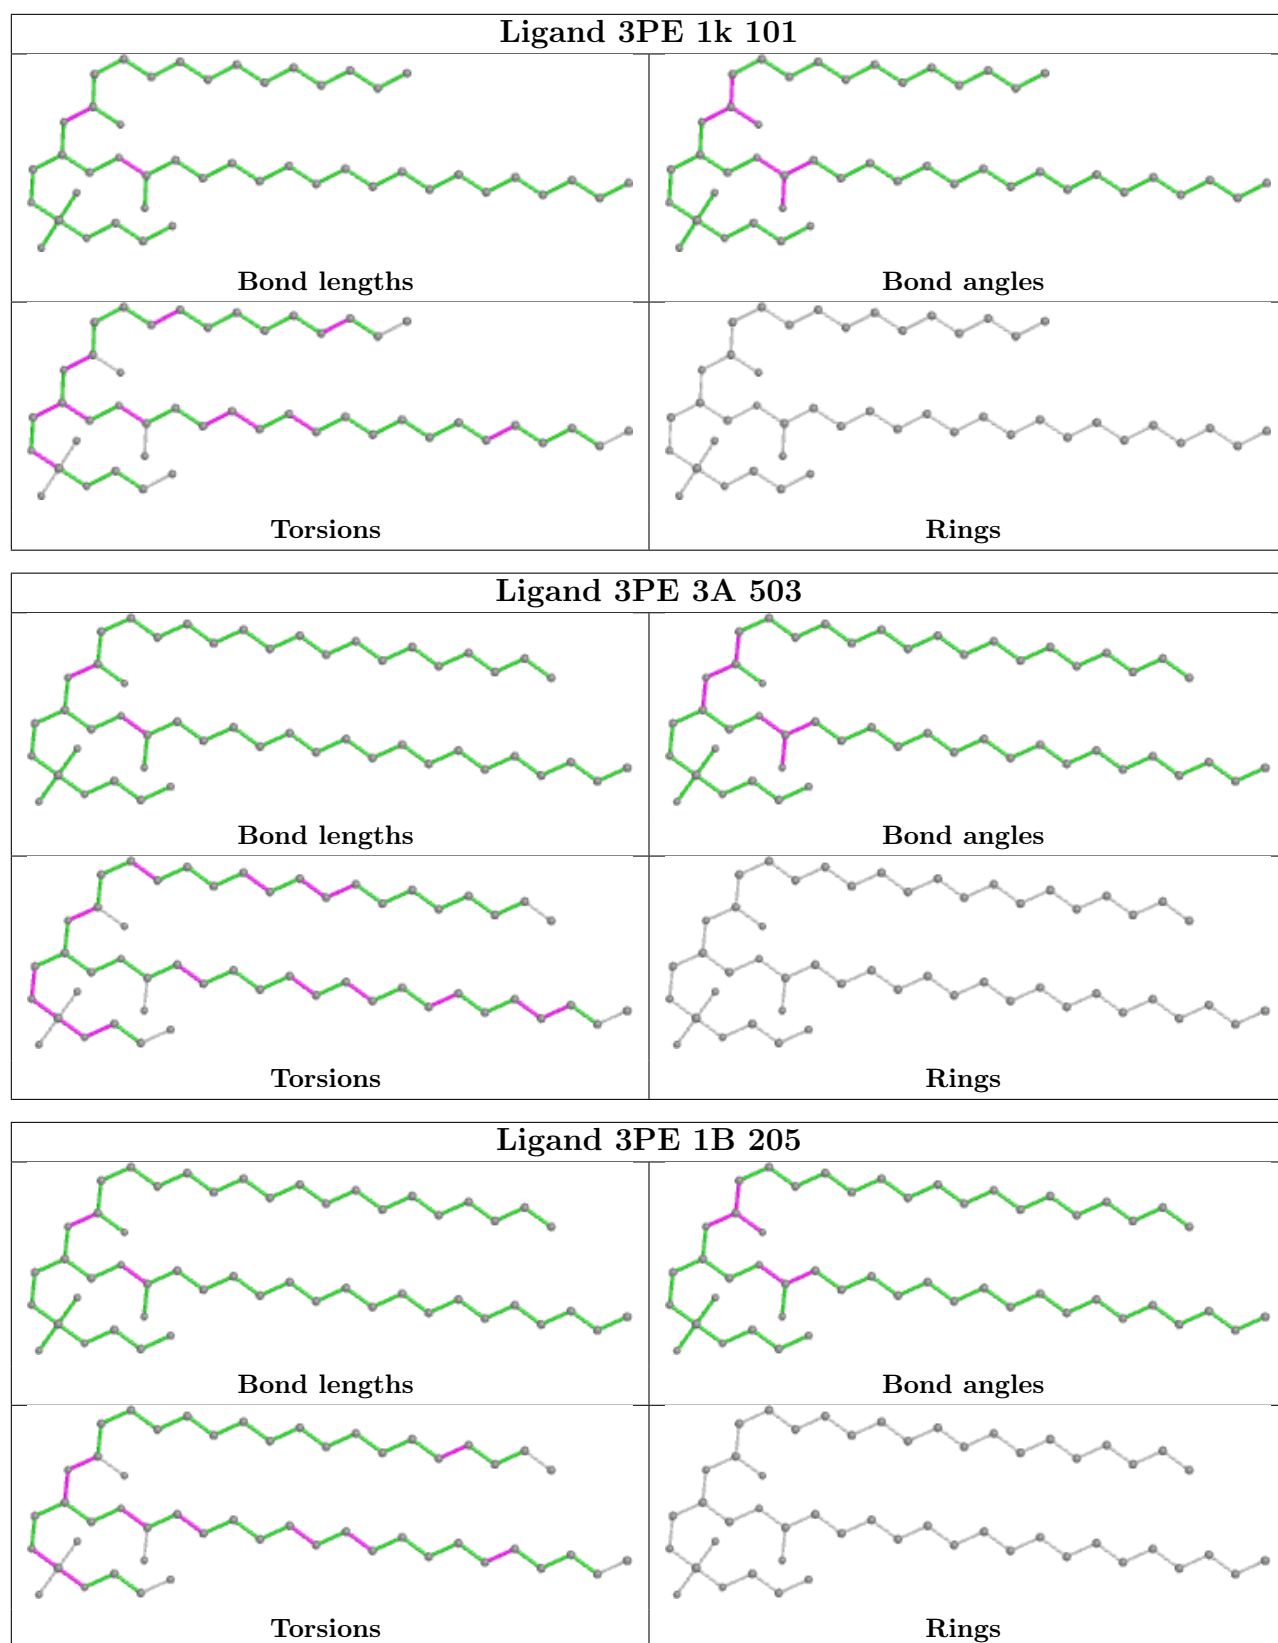 Ligand 3PE 1k 101
Bond lengths Bond angles
Torsions Rings
Ligand 3PE 3A 503
Bond lengths Bond angles
Torsions Rings
Ligand 3PE 1B 205
Bond lengths Bond angles
Torsions Rings